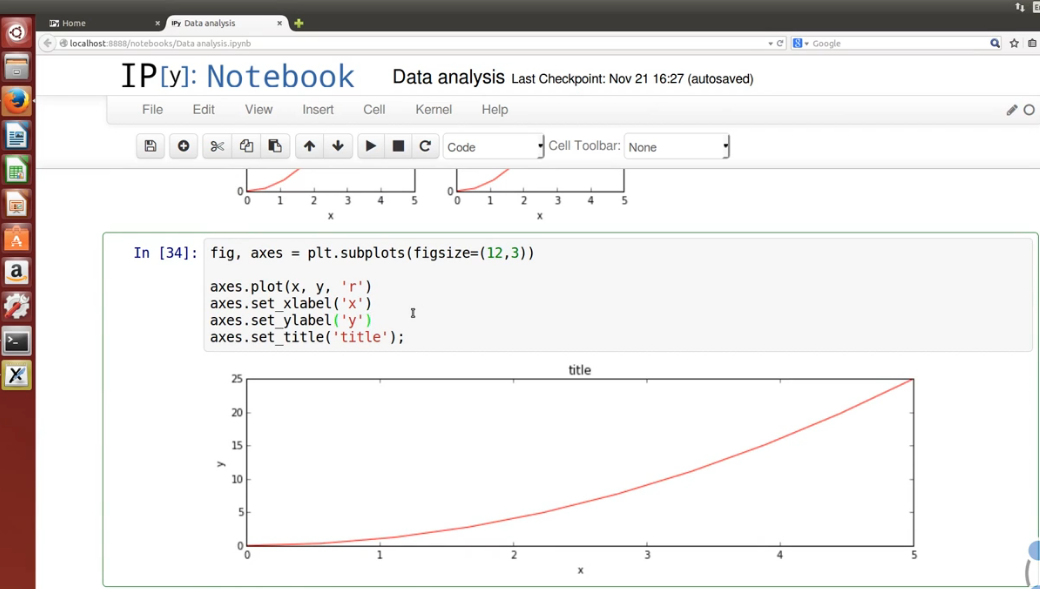 IPy Home × IPy Data analysis ×
localhost:8888/notebooks/Data analysis.ipynb Google
IP[y]: Notebook Data analysis Last Checkpoint: Nov 21 16:27 (autosaved)
File Edit View Insert Cell Kernel Help
Code Cell Toolbar: None
0 0
0 1 2 3 4 5 0 1 2 3 4 5
x x
In [34]: fig, axes = plt.subplots(figsize=(12,3))
axes.plot(x, y, 'r')
axes.set_xlabel('x')
axes.set_ylabel('y')
axes.set_title('title');
title
25
20
15
y
10
5
0
0 1 2 3 4 5
x